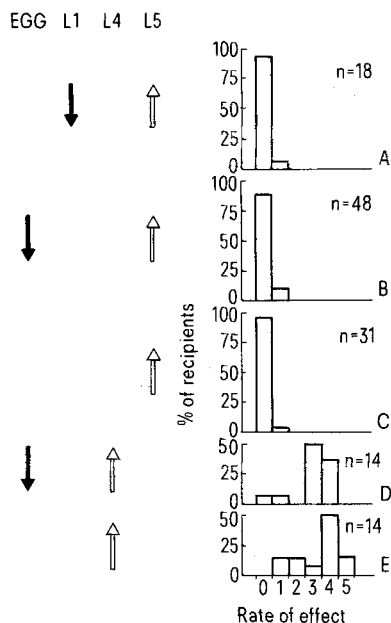 EGG L1 L4 L5
100
75
50
25
0
n=18
A
100
75
50
25
0
n=48
B
100
75
50
25
0
n=31
C
% of recipients
50
25
0
n=14
D
50
25
0
n=14
E
0 1 2 3 4 5
Rate of effect